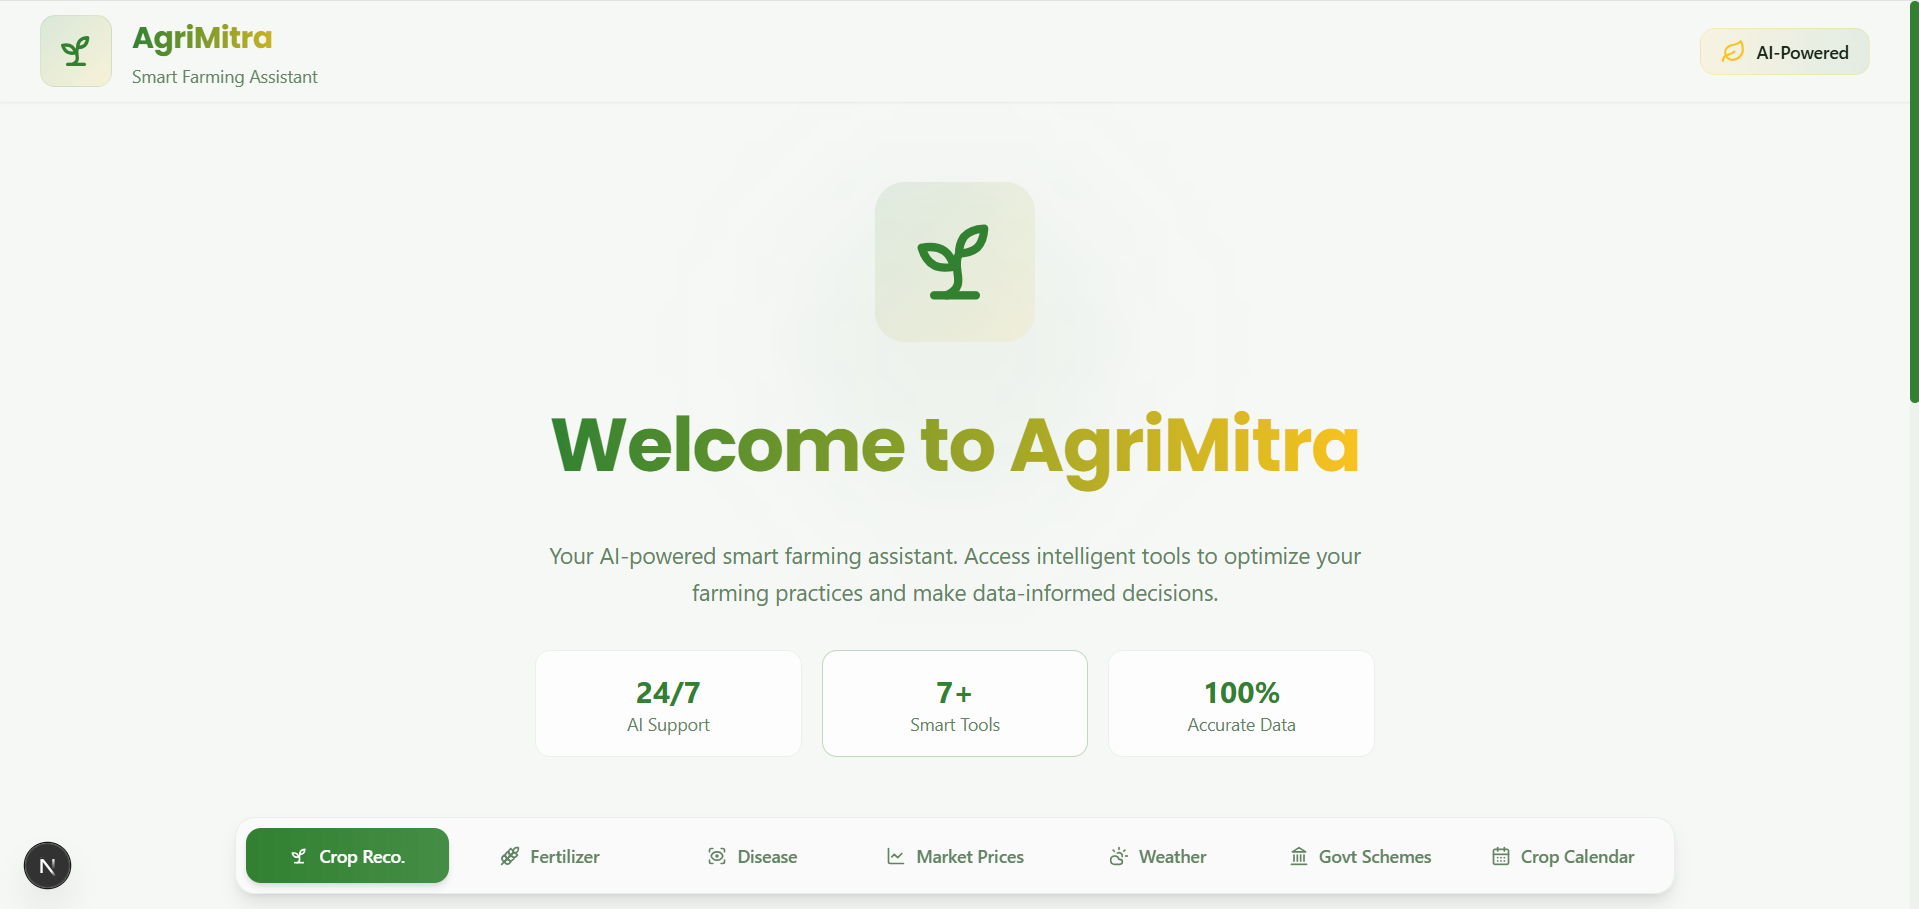 AgriMitra
Smart Farming Assistant
AI-Powered
Welcome to AgriMitra
Your AI-powered smart farming assistant. Access intelligent tools to optimize your
farming practices and make data-informed decisions.
24/7
AI Support
7+
Smart Tools
100%
Accurate Data
Crop Reco.
Fertilizer
Disease
Market Prices
Weather
Govt Schemes
Crop Calendar
N